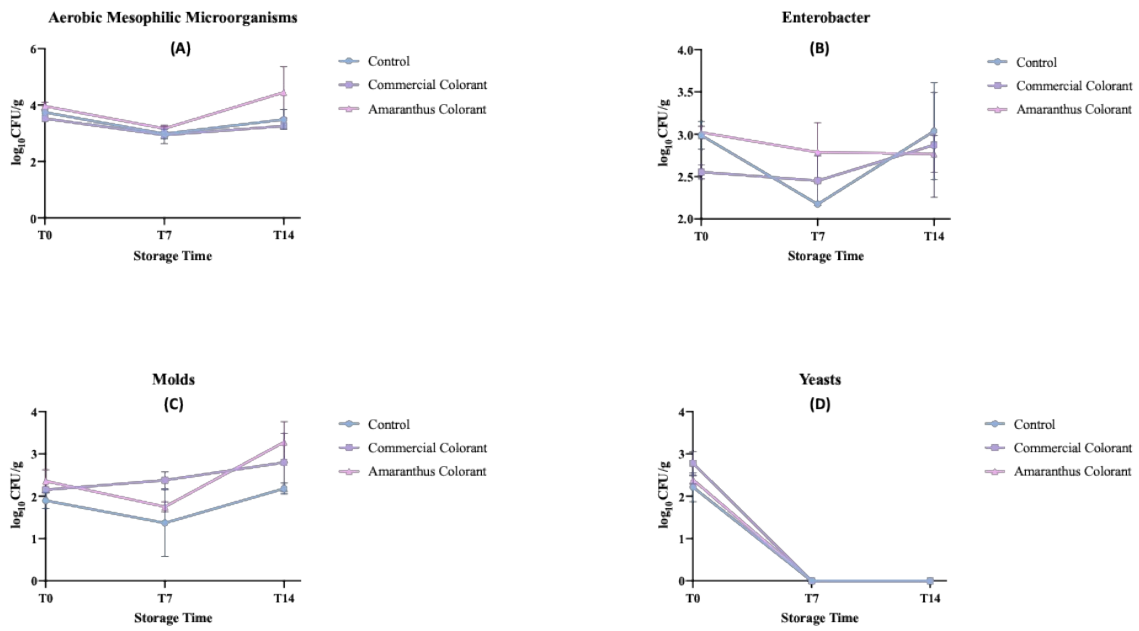 Aerobic Mesophilic Microorganisms
(A)
6
4
2
0
log10CFU/g
T0 T7 T14
Storage Time
Control
Commercial Colorant
Amaranthus Colorant
Enterobacter
(B)
4.0
3.5
3.0
2.5
2.0
log10CFU/g
T0 T7 T14
Storage Time
Control
Commercial Colorant
Amaranthus Colorant
Molds
(C)
4
3
2
1
0
log10CFU/g
T0 T7 T14
Storage Time
Control
Commercial Colorant
Amaranthus Colorant
Yeasts
(D)
4
3
2
1
0
log10CFU/g
T0 T7 T14
Storage Time
Control
Commercial Colorant
Amaranthus Colorant